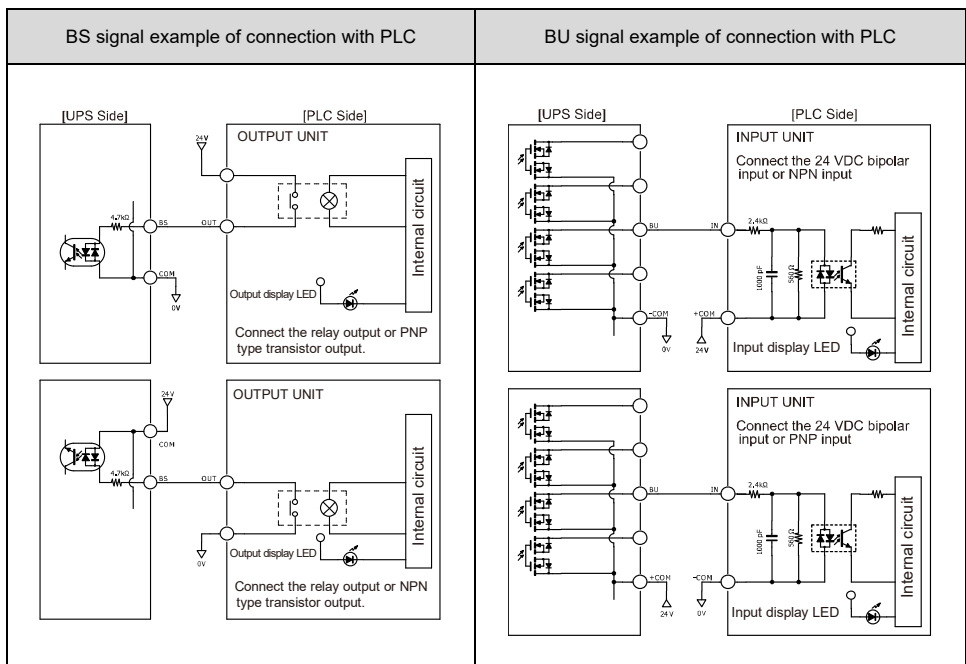 BS signal example of connection with PLC
BU signal example of connection with PLC
[UPS Side]
[PLC Side]
24V
OUTPUT UNIT
4.7kΩ
BS
OUT
COM
0V
Internal circuit
Output display LED
Connect the relay output or PNP
type transistor output.
24V
OUTPUT UNIT
COM
4.7kΩ
BS
OUT
0V
Internal circuit
Output display LED
Connect the relay output or NPN
type transistor output.
[UPS Side]
[PLC Side]
INPUT UNIT
Connect the 24 VDC bipolar
input or NPN input
BU
IN
2.4kΩ
1000 pF
560 Ω
Internal circuit
-COM
+COM
0V
24V
Input display LED
INPUT UNIT
Connect the 24 VDC bipolar
input or PNP input
BU
IN
2.4kΩ
1000 pF
560 Ω
Internal circuit
+COM
-COM
24V
0V
Input display LED